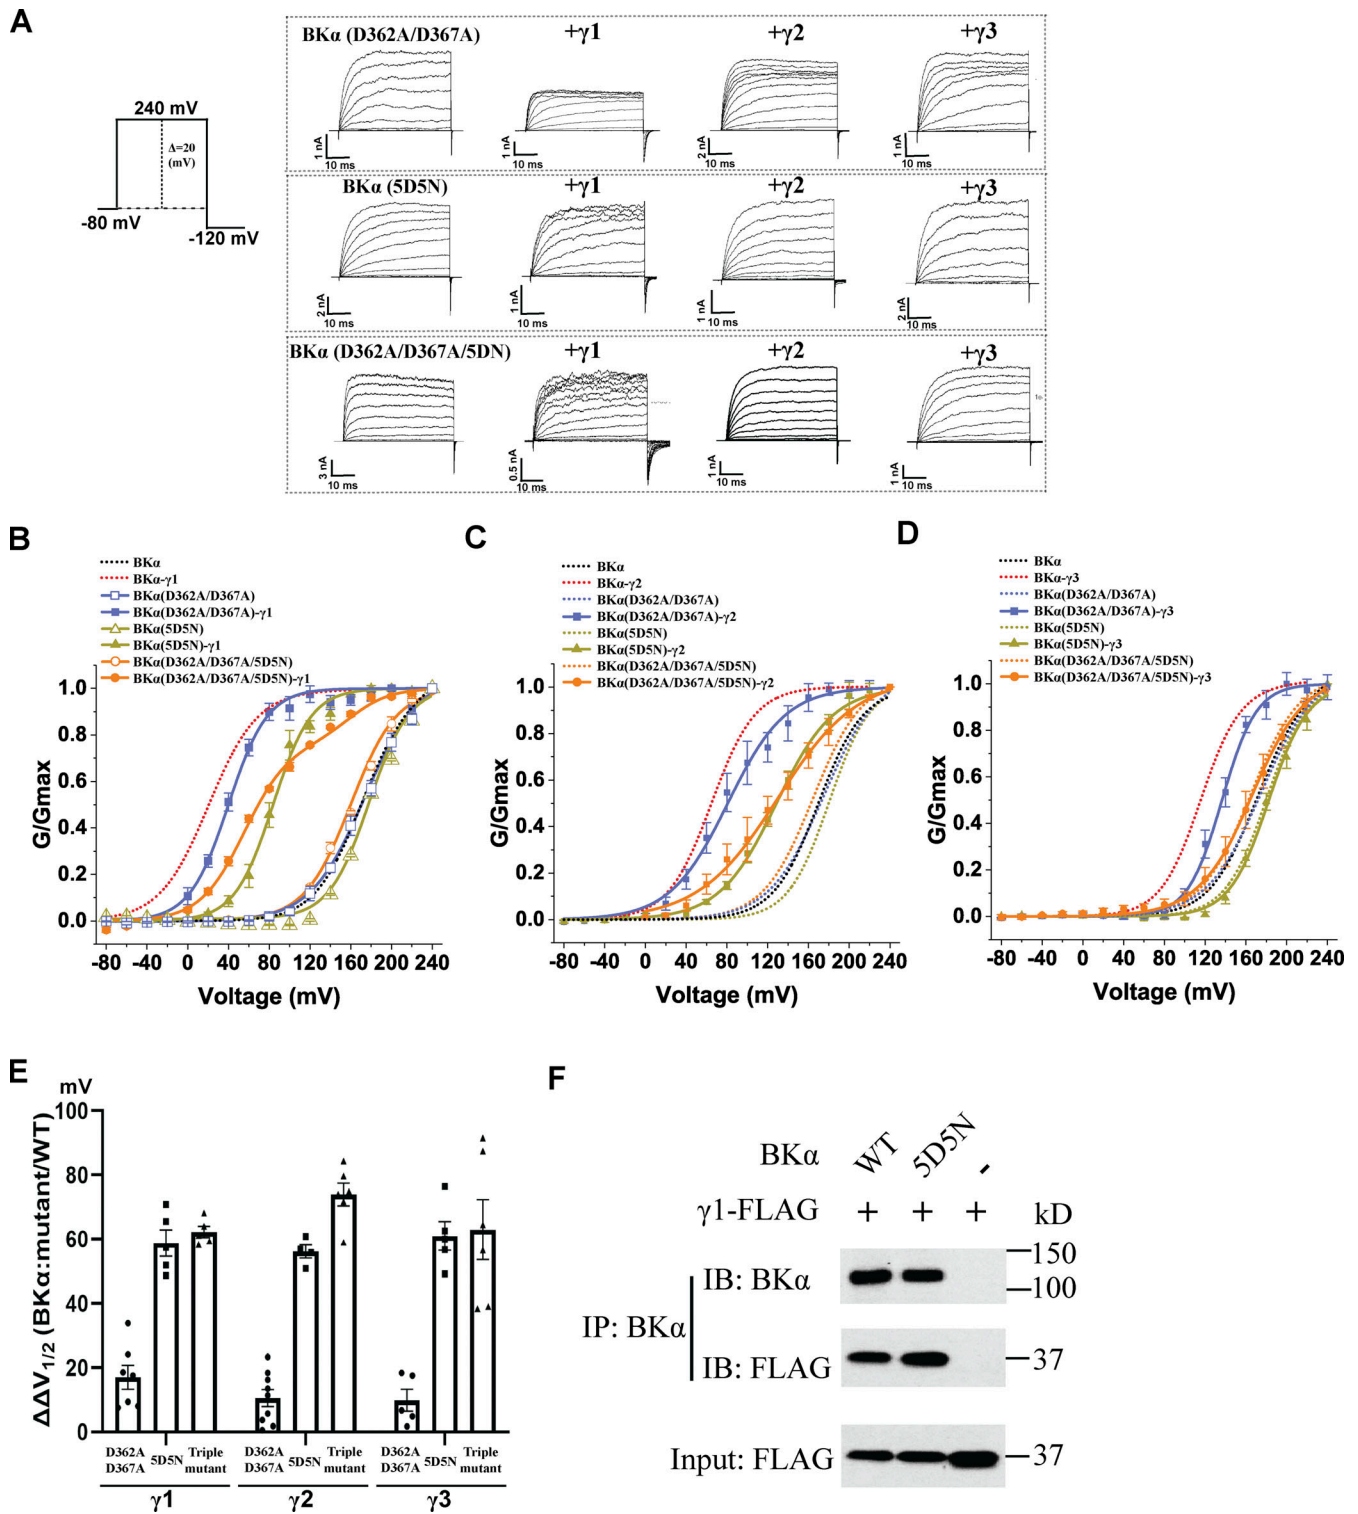 A
BKα (D362A/D367A)
+γ1
+γ2
+γ3
240 mV
Δ=20
(mV)
-80 mV
-120 mV
1 nA
10 ms
1 nA
10 ms
2 nA
10 ms
1 nA
10 ms
BKα (5D5N)
+γ1
+γ2
+γ3
2 nA
10 ms
1 nA
10 ms
1 nA
10 ms
2 nA
10 ms
BKα (D362A/D367A/5DN)
+γ1
+γ2
+γ3
3 nA
10 ms
0.5 nA
10 ms
1 nA
10 ms
1 nA
10 ms
B
BKα
BKα-γ1
BKα(D362A/D367A)
BKα(D362A/D367A)-γ1
BKα(5D5N)
BKα(5D5N)-γ1
BKα(D362A/D367A/5D5N)
BKα(D362A/D367A/5D5N)-γ1
G/Gmax
1.0
0.8
0.6
0.4
0.2
0.0
-80 -40 0 40 80 120 160 200 240
Voltage (mV)
C
BKα
BKα-γ2
BKα(D362A/D367A)
BKα(D362A/D367A)-γ2
BKα(5D5N)
BKα(5D5N)-γ2
BKα(D362A/D367A/5D5N)
BKα(D362A/D367A/5D5N)-γ2
G/Gmax
1.0
0.8
0.6
0.4
0.2
0.0
-80 -40 0 40 80 120 160 200 240
Voltage (mV)
D
BKα
BKα-γ3
BKα(D362A/D367A)
BKα(D362A/D367A)-γ3
BKα(5D5N)
BKα(5D5N)-γ3
BKα(D362A/D367A/5D5N)
BKα(D362A/D367A/5D5N)-γ3
G/Gmax
1.0
0.8
0.6
0.4
0.2
0.0
-80 -40 0 40 80 120 160 200 240
Voltage (mV)
E
mV
ΔΔV1/2 (BKα:mutant/WT)
100
80
60
40
20
0
D362A
D367A
5D5N
Triple
mutant
D362A
D367A
5D5N
Triple
mutant
D362A
D367A
5D5N
Triple
mutant
γ1
γ2
γ3
F
BKα WT 5D5N -
γ1-FLAG + + + kD
IP: BKα
IB: BKα
150
100
IB: FLAG
37
Input: FLAG
37